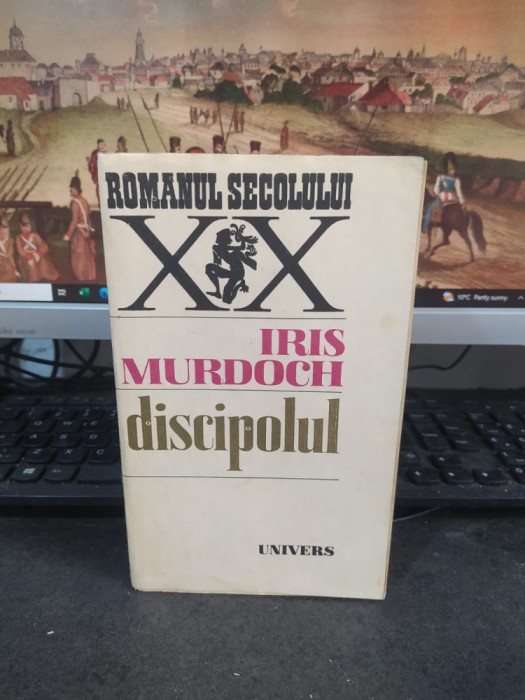 ROMANUL SECOLULUI
XX
IRIS
MURDOCH
discipolul
UNIVERS
10°C Partly sunny